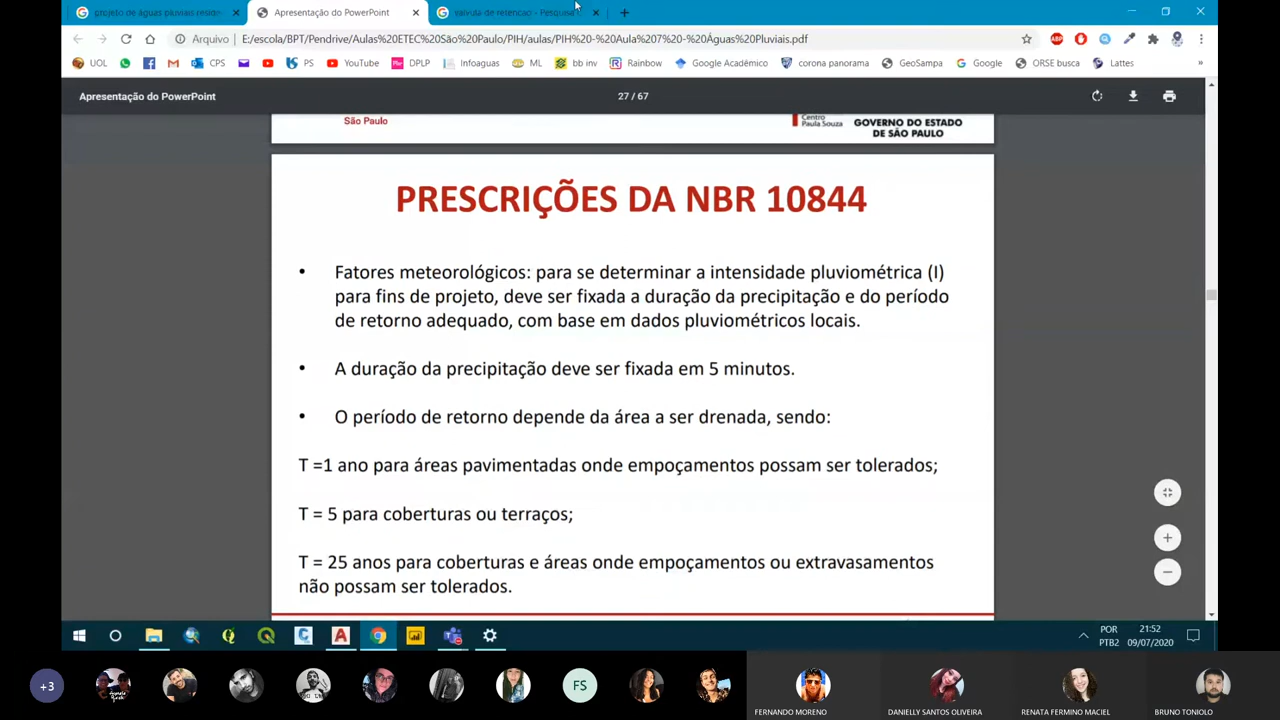 projeto de águas pluviais resid
Apresentação do PowerPoint
valvula de retencao - Pesquisa
Arquivo
E:/escola/BPT/Pendrive/Aulas%20ETEC%20São%20Paulo/PIH/aulas/PIH%20-%20Aula%207%20-%20Águas%20Pluviais.pdf
UOL
CPS
PS
YouTube
DPLP
Infoaguas
ML
bb inv
Rainbow
Google Acadêmico
corona panorama
GeoSampa
Google
ORSE busca
Lattes
»
Apresentação do PowerPoint
27 / 67
São Paulo
Centro
Paula Souza
GOVERNO DO ESTADO
DE SÃO PAULO
PRESCRIÇÕES DA NBR 10844
• Fatores meteorológicos: para se determinar a intensidade pluviométrica (I)
para fins de projeto, deve ser fixada a duração da precipitação e do período
de retorno adequado, com base em dados pluviométricos locais.
• A duração da precipitação deve ser fixada em 5 minutos.
• O período de retorno depende da área a ser drenada, sendo:
T =1 ano para áreas pavimentadas onde empoçamentos possam ser tolerados;
T = 5 para coberturas ou terraços;
T = 25 anos para coberturas e áreas onde empoçamentos ou extravasamentos
não possam ser tolerados.
POR
PTB2
21:52
09/07/2020
+3
FS
FERNANDO MORENO
DANIELLY SANTOS OLIVEIRA
RENATA FERMINO MACIEL
BRUNO TONIOLO